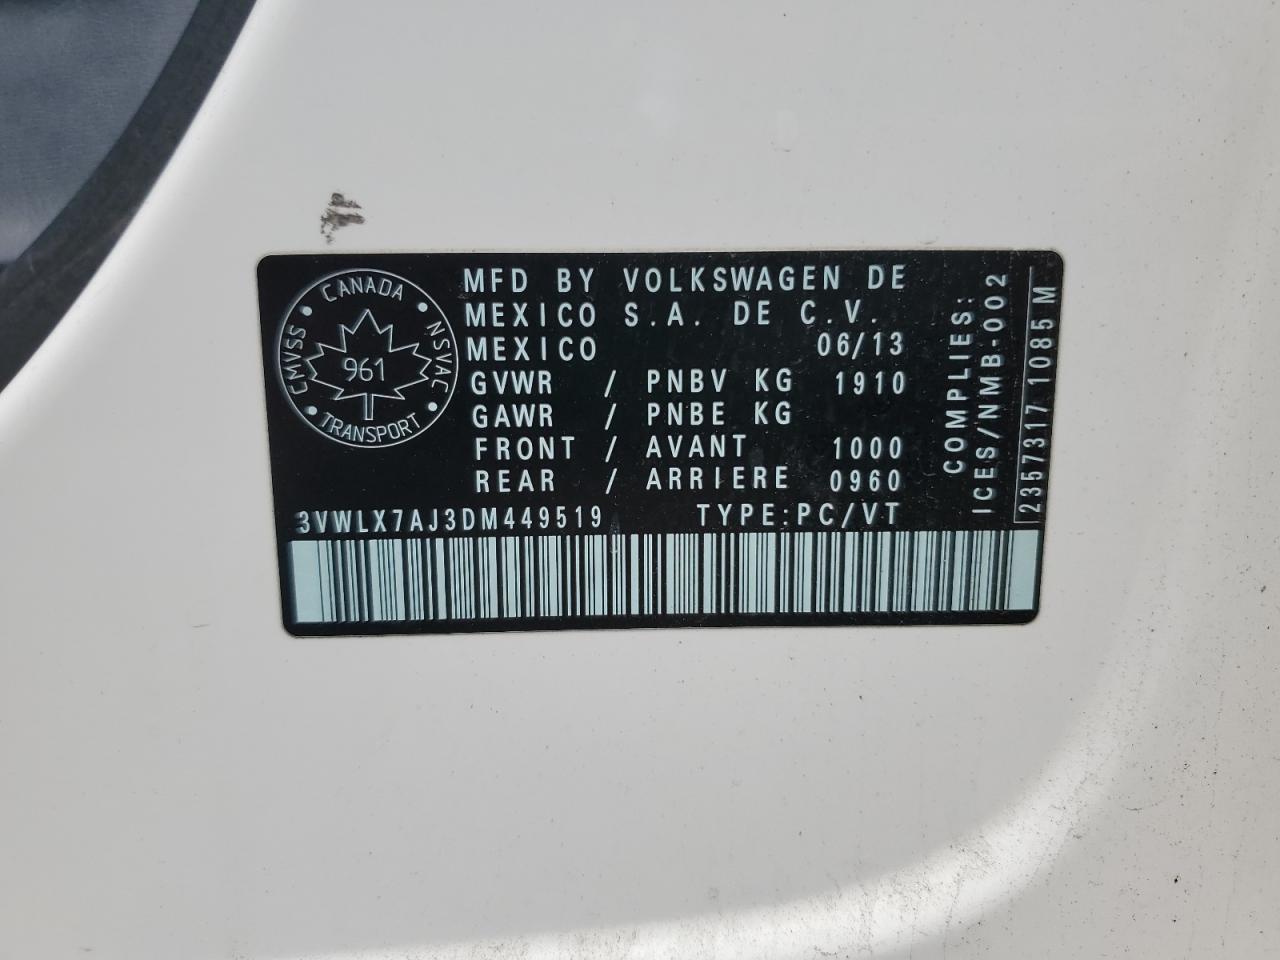 CANADA
CMVSS
NSVAC
961
TRANSPORT
MFD BY VOLKSWAGEN DE
MEXICO S.A. DE C.V.
MEXICO 06/13
GVWR / PNBV KG 1910
GAWR / PNBE KG
FRONT / AVANT 1000
REAR / ARRIERE 0960
3VWLX7AJ3DM449519 TYPE:PC/VT
COMPLIES:
ICES/NMB-002
2357317 1085 M